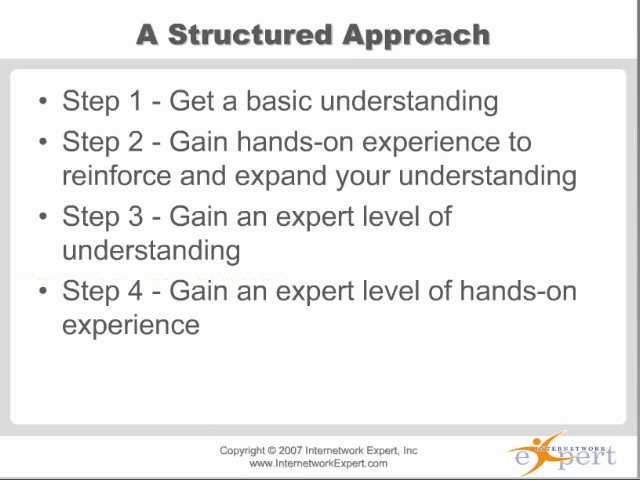 A Structured Approach
• Step 1 - Get a basic understanding
• Step 2 - Gain hands-on experience to
reinforce and expand your understanding
• Step 3 - Gain an expert level of
understanding
• Step 4 - Gain an expert level of hands-on
experience
Copyright © 2007 Internetwork Expert, Inc
www.InternetworkExpert.com
INTERNETWORK
eXpert